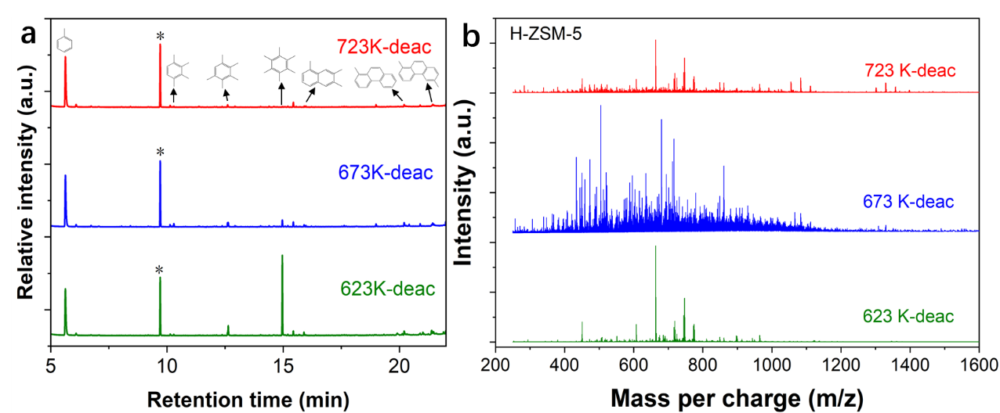 a
*
723K-deac
*
673K-deac
*
623K-deac
Relative intensity (a.u.)
5
10
15
20
Retention time (min)
b
H-ZSM-5
723 K-deac
673 K-deac
623 K-deac
Intensity (a.u.)
200
400
600
800
1000
1200
1400
1600
Mass per charge (m/z)